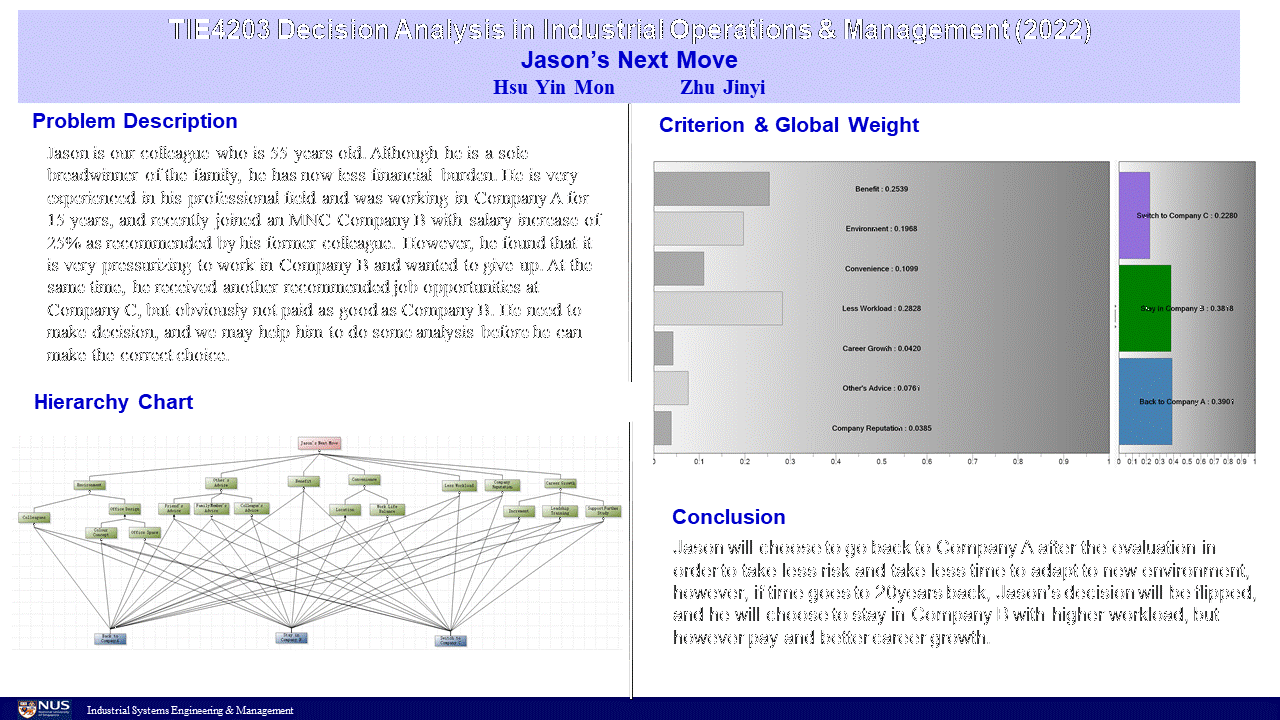 TIE4203 Decision Analysis in Industrial Operations & Management (2022)
Jason's Next Move
Hsu Yin Mon Zhu Jinyi
Problem Description
Jason is our colleague who is 55 years old. Although he is a sole
breadwinner of the family, he has now less financial burden. He is very
experienced in his professional field and was working in Company A for
15 years, and recently joined an MNC Company B with salary increase of
25% as recommended by his former colleague. However, he found that it
is very pressurizing to work in Company B and wanted to give up. At the
same time, he received another recommended job opportunities at
Company C, but obviously not paid as good as Company B. He need to
make decision, and we may help him to do some analysis before he can
make the correct choice.
Hierarchy Chart
Jason's Next Move
Environment
Other's
Advice
Benefit
Convenience
Less Workload
Company
Reputation
Career Growth
Colleagues
Office Design
Friend's
Advice
Family Member's
Advice
Colleague's
Advice
Location
Work Life
Balance
Increment
Leadership
Training
Support Further
Study
Colour
Concept
Office Space
Back to
Company A
Stay in
Company B
Switch to
Company C
Criterion & Global Weight
Benefit : 0.2539
Environment : 0.1968
Convenience : 0.1099
Less Workload : 0.2828
Career Growth : 0.0420
Other's Advice :
Company Reputation : 0.0385
0 0.1 0.2 0.3 0.4 0.5 0.6 0.7 0.8 0.9 1
Switch to Company C : 0.2280
Stay in Company B :
Back to Company A :
0 0.1 0.2 0.3 0.4 0.5 0.6 0.7 0.8 0.9 1
Conclusion
Jason will choose to go back to Company A after the evaluation in
order to take less risk and take less time to adapt to new environment,
however, if time goes to 20years back, Jason's decision will be flipped,
and he will choose to stay in Company B with higher workload, but
however pay and better career growth.
NUS
National University
of Singapore
Industrial Systems Engineering & Management